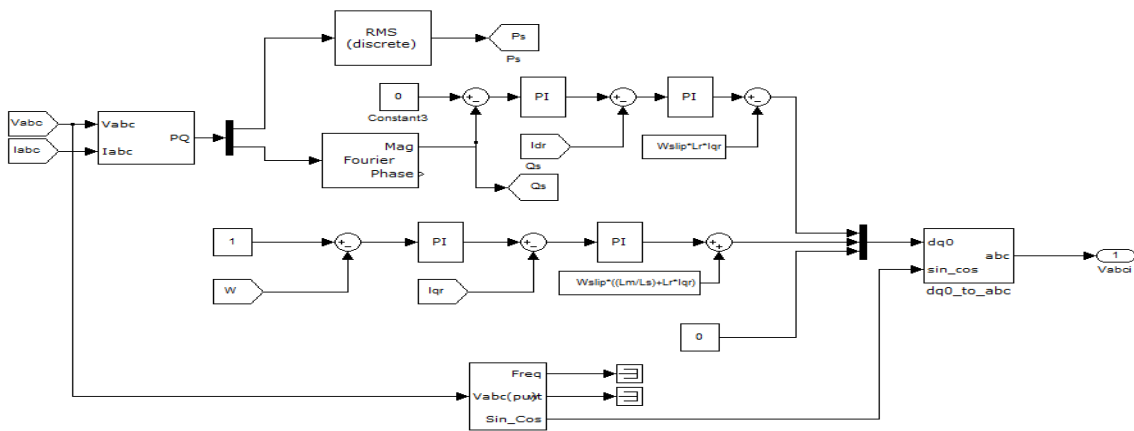 RMS
(discrete)
Ps
Ps
0
Constant3
PI
PI
Vabc
Iabc
Vabc
Iabc
PQ
Mag
Fourier
Phase
Idr
Qs
Qs
Wslip*Lr*Iqr
1
PI
PI
W
Iqr
Wslip*((Lm/Ls)+Lr*Iqr)
0
dq0
sin_cos
abc
dq0_to_abc
1
Vabci
Freq
Vabc(pu)
Sin_Cos